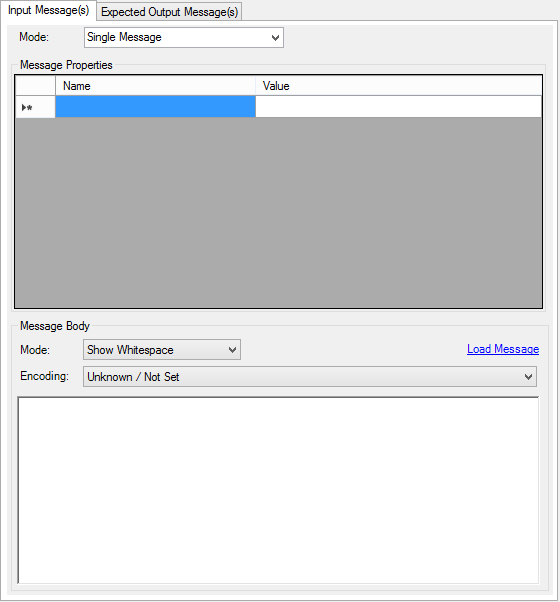 Input Message(s) Expected Output Message(s)
Mode: Single Message
Message Properties
Name Value
Message Body
Mode: Show Whitespace Load Message
Encoding: Unknown / Not Set